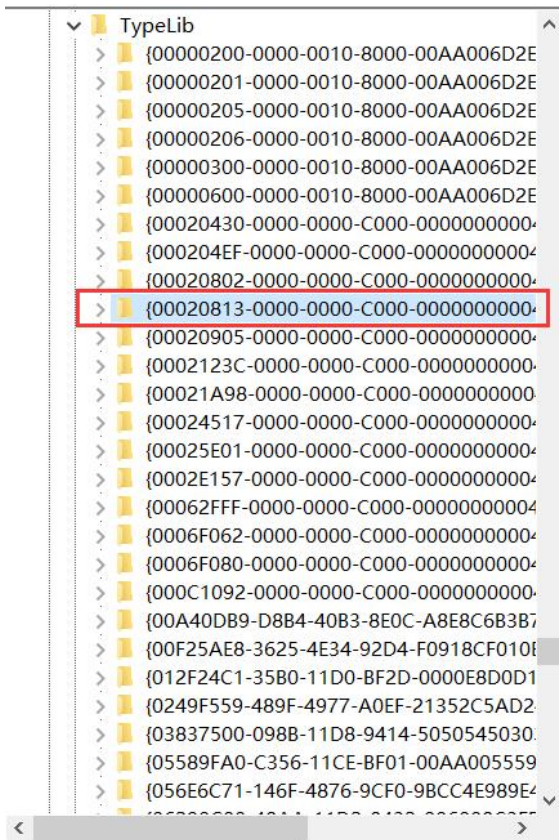 TypeLib
{00000200-0000-0010-8000-00AA006D2E
{00000201-0000-0010-8000-00AA006D2E
{00000205-0000-0010-8000-00AA006D2E
{00000206-0000-0010-8000-00AA006D2E
{00000300-0000-0010-8000-00AA006D2E
{00000600-0000-0010-8000-00AA006D2E
{00020430-0000-0000-C000-00000000004
{000204EF-0000-0000-C000-00000000004
{00020802-0000-0000-C000-00000000004
{00020813-0000-0000-C000-00000000004
{00020905-0000-0000-C000-00000000004
{0002123C-0000-0000-C000-00000000004
{00021A98-0000-0000-C000-0000000000
{00024517-0000-0000-C000-00000000004
{00025E01-0000-0000-C000-00000000004
{0002E157-0000-0000-C000-00000000004
{00062FFF-0000-0000-C000-00000000004
{0006F062-0000-0000-C000-00000000004
{0006F080-0000-0000-C000-00000000004
{000C1092-0000-0000-C000-00000000004
{00A40DB9-D8B4-40B3-8E0C-A8E8C6B3B7
{00F25AE8-3625-4E34-92D4-F0918CF010E
{012F24C1-35B0-11D0-BF2D-0000E8D0D1
{0249F559-489F-4977-A0EF-21352C5AD2
{03837500-098B-11D8-9414-505054503030
{05589FA0-C356-11CE-BF01-00AA005559
{056E6C71-146F-4876-9CF0-9BCC4E989E4